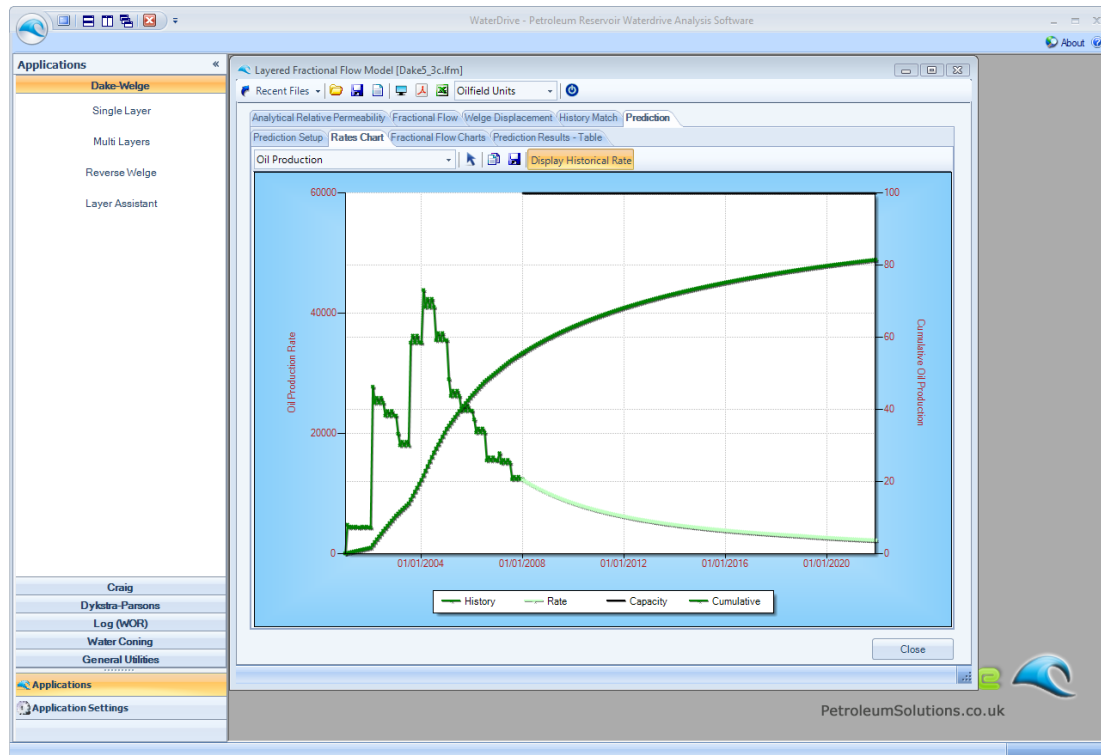 WaterDrive - Petroleum Reservoir Waterdrive Analysis Software
About
Applications
«
Dake-Welge
Single Layer
Multi Layers
Reverse Welge
Layer Assistant
Craig
Dykstra-Parsons
Log (WOR)
Water Coning
General Utilities
Applications
Application Settings
Layered Fractional Flow Model [Dake5_3c.lfm]
Recent Files
Oilfield Units
Analytical Relative Permeability
Fractional Flow
Welge Displacement
History Match
Prediction
Prediction Setup
Rates Chart
Fractional Flow Charts
Prediction Results - Table
Oil Production
Display Historical Rate
60000
40000
20000
0
Oil Production Rate
100
80
60
40
20
0
Cumulative Oil Production
01/01/2004
01/01/2008
01/01/2012
01/01/2016
01/01/2020
History
Rate
Capacity
Cumulative
Close
PetroleumSolutions.co.uk